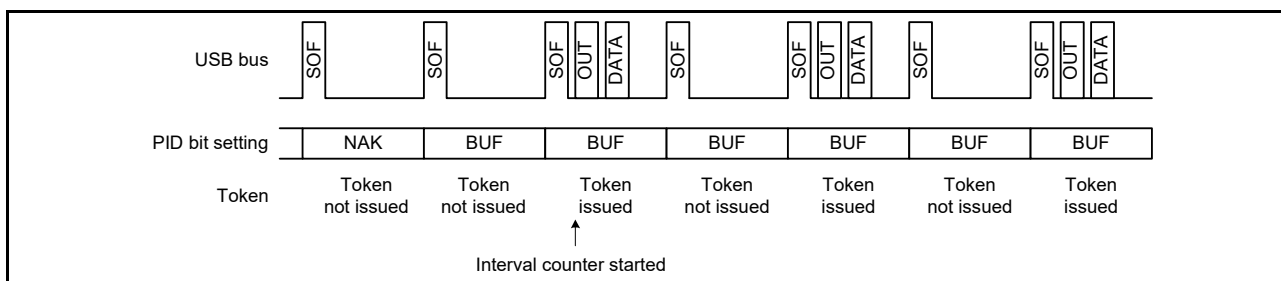 USB bus
SOF SOF SOF OUT DATA SOF SOF OUT DATA SOF SOF OUT DATA
PID bit setting NAK BUF BUF BUF BUF BUF BUF
Token
Token not issued
Token not issued
Token issued
Token not issued
Token issued
Token not issued
Token issued
Interval counter started